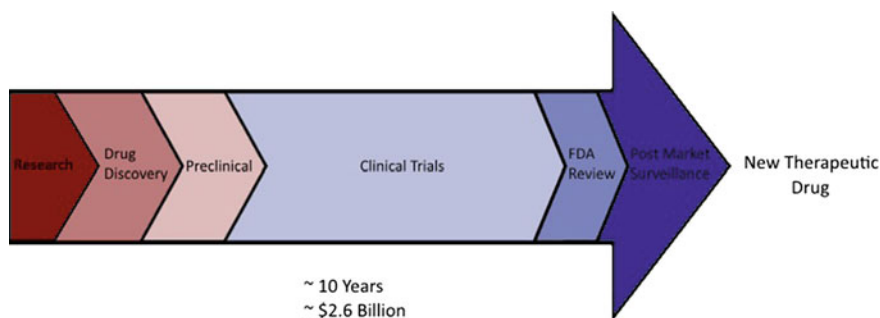 Research
Drug
Discovery
Preclinical
Clinical Trials
FDA
Review
Post Market
Surveillance
New Therapeutic
Drug
~ 10 Years
~ $2.6 Billion